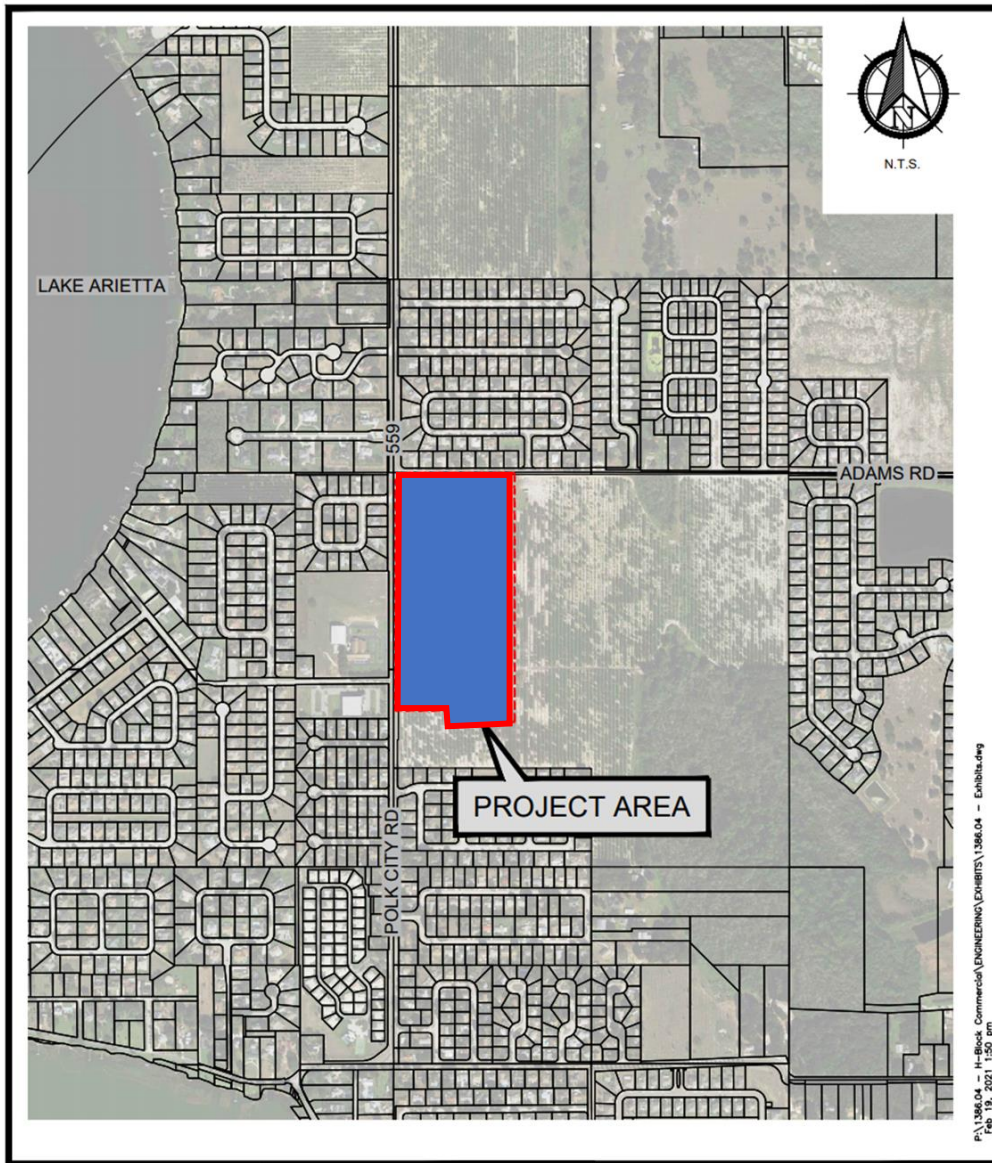 N
N.T.S.
LAKE ARIETTA
559
ADAMS RD
PROJECT AREA
POLK CITY RD
P:\1386.04 - H-Block Commercial\ENGINEERING\EXHIBITS\1386.04 - Exhibits.dwg
Feb 19, 2021 1:50 pm